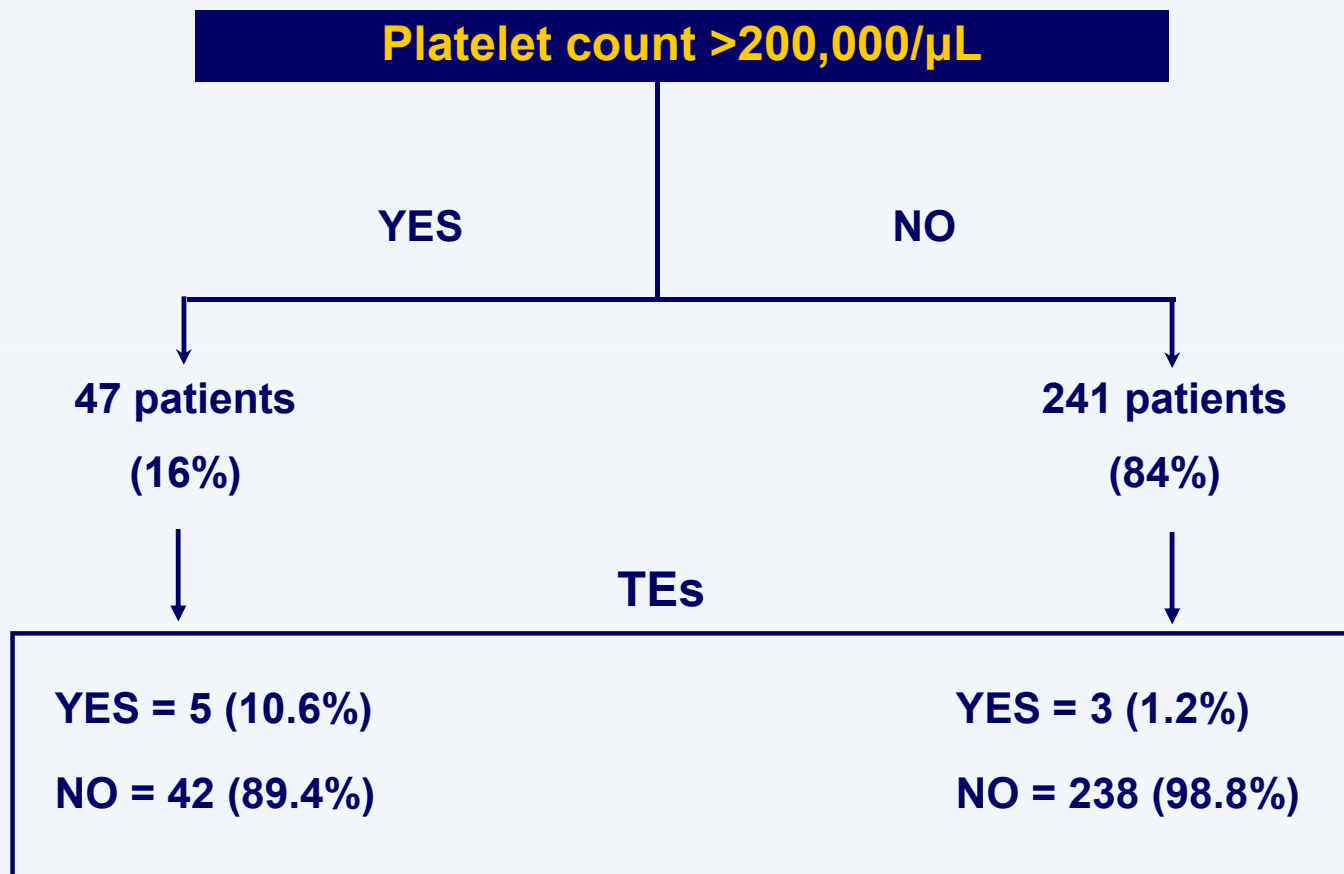 Platelet count >200,000/µL
YES
NO
47 patients
(16%)
241 patients
(84%)
TEs
YES = 5 (10.6%)
NO = 42 (89.4%)
YES = 3 (1.2%)
NO = 238 (98.8%)